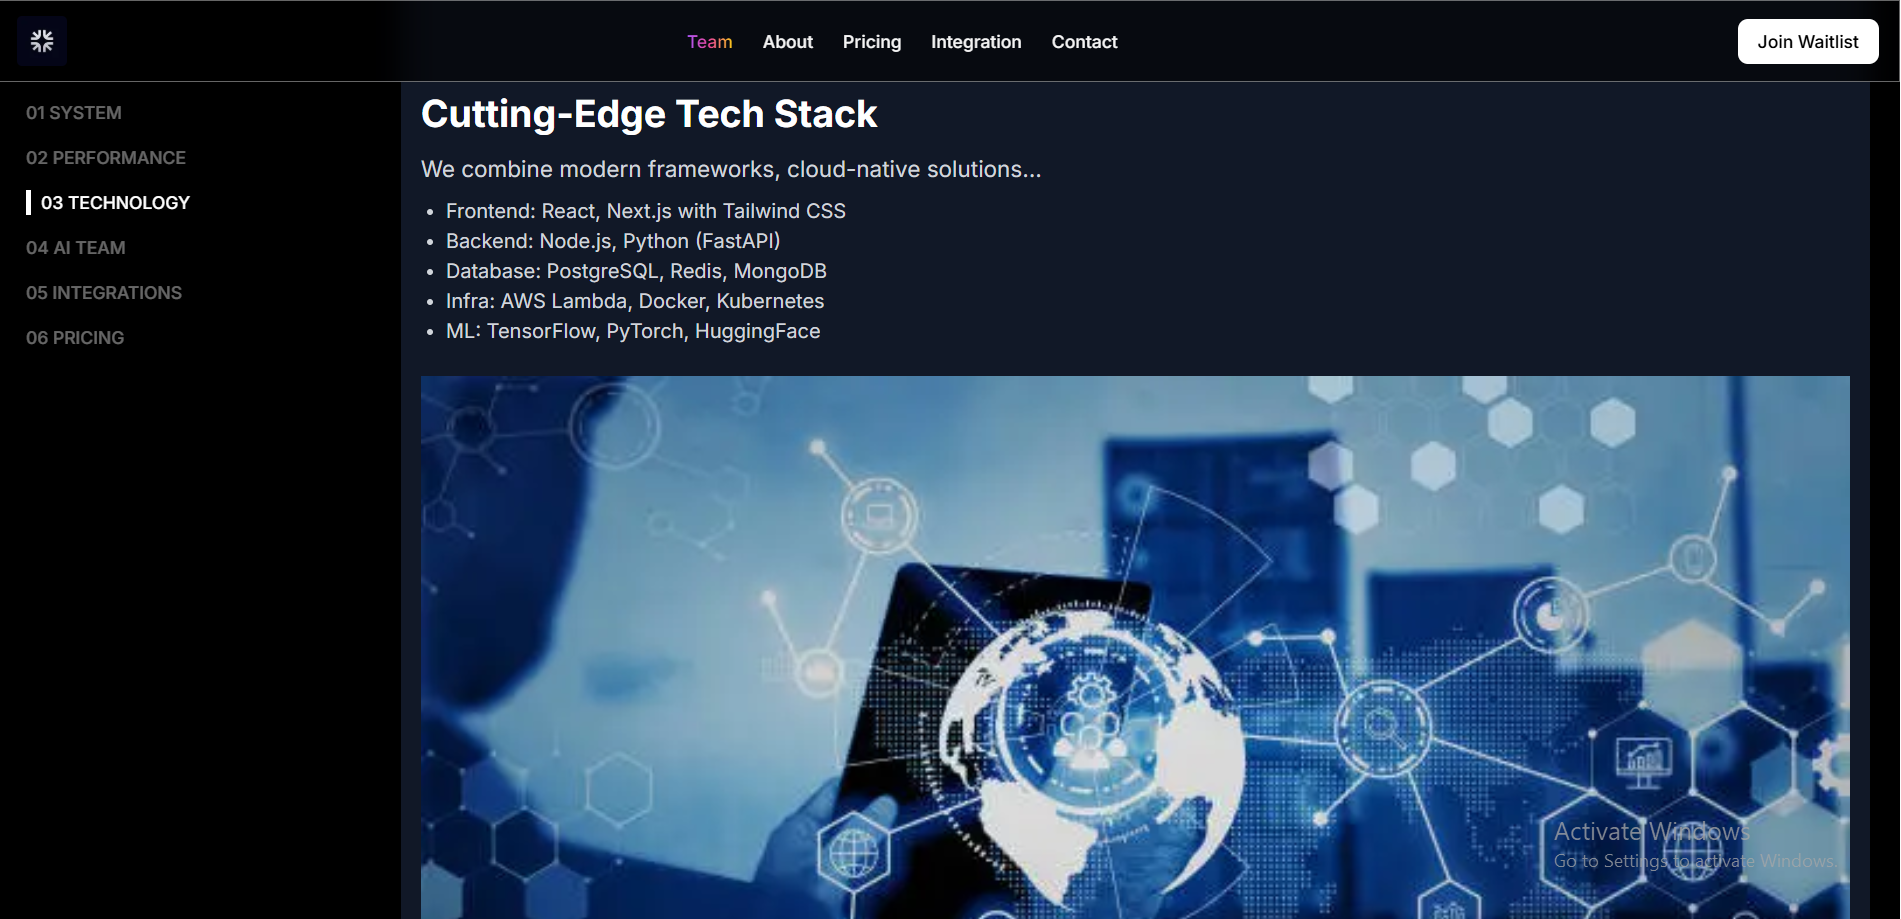 Team
About
Pricing
Integration
Contact
Join Waitlist
01 SYSTEM
02 PERFORMANCE
03 TECHNOLOGY
04 AI TEAM
05 INTEGRATIONS
06 PRICING
Cutting-Edge Tech Stack
We combine modern frameworks, cloud-native solutions...
• Frontend: React, Next.js with Tailwind CSS
• Backend: Node.js, Python (FastAPI)
• Database: PostgreSQL, Redis, MongoDB
• Infra: AWS Lambda, Docker, Kubernetes
• ML: TensorFlow, PyTorch, HuggingFace
Activate Windows
Go to Settings to activate Windows.